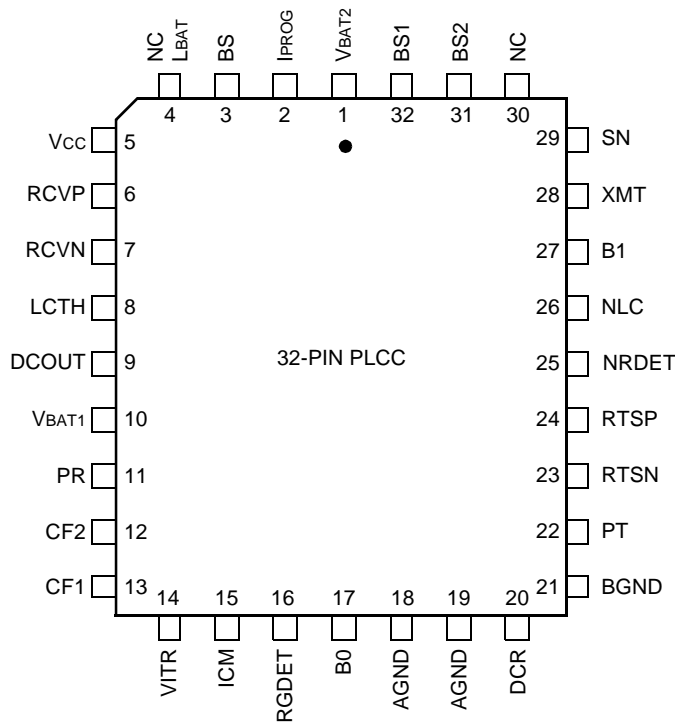 NC
LBAT
BS
IPROG
VBAT2
BS1
BS2
NC
4
3
2
1
32
31
30
VCC 5
29 SN
RCVP 6
28 XMT
RCVN 7
27 B1
LCTH 8
26 NLC
32-PIN PLCC
DCOUT 9
25 NRDET
VBAT1 10
24 RTSP
PR 11
23 RTSN
CF2 12
22 PT
CF1 13
21 BGND
14
15
16
17
18
19
20
VITR
ICM
RGDET
B0
AGND
AGND
DCR